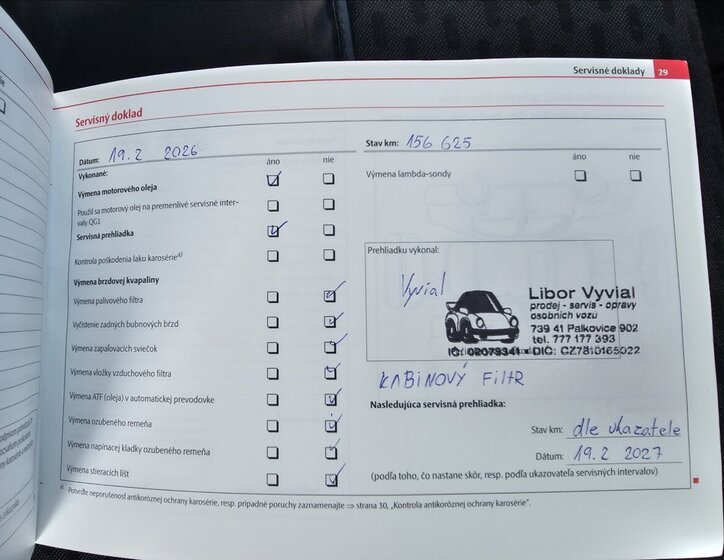 Servisné doklady 29
Servisný doklad
Dátum: 19.2 2026
Stav km: 156 625
Vykonané:
áno nie
áno nie
Výmena motorového oleja
Výmena lambda-sondy
Použil sa motorový olej na premenlivé servisné inter-
valy QG1
Servisná prehliadka
Kontrola poškodenia laku karosérie a)
Prehliadku vykonal:
Vyvial
Libor Vyvial
prodej - servis - opravy
osobních vozu
739 41 Palkovice 902
tel. 777 177 393
DIČ: CZ7810165022
Výmena brzdovej kvapaliny
Výmena palivového filtra
Vyčistenie zadných bubnových bŕzd
Výmena zapaľovacích sviečok
Výmena vložky vzduchového filtra
Výmena ATF (oleja) v automatickej prevodovke
Výmena ozubeného remeňa
Výmena napínacej kladky ozubeného remeňa
Výmena stieracích líšt
KABINOVÝ FILTR
Nasledujúca servisná prehliadka:
Stav km: dle ukazatele
Dátum: 19.2 2027
(podľa toho, čo nastane skôr, resp. podľa ukazovateľa servisných intervalov)
a) Potvrďte neporušenosť antikoróznej ochrany karosérie, resp. prípadné poruchy zaznamenajte ⇒ strana 30, „Kontrola antikoróznej ochrany karosérie".